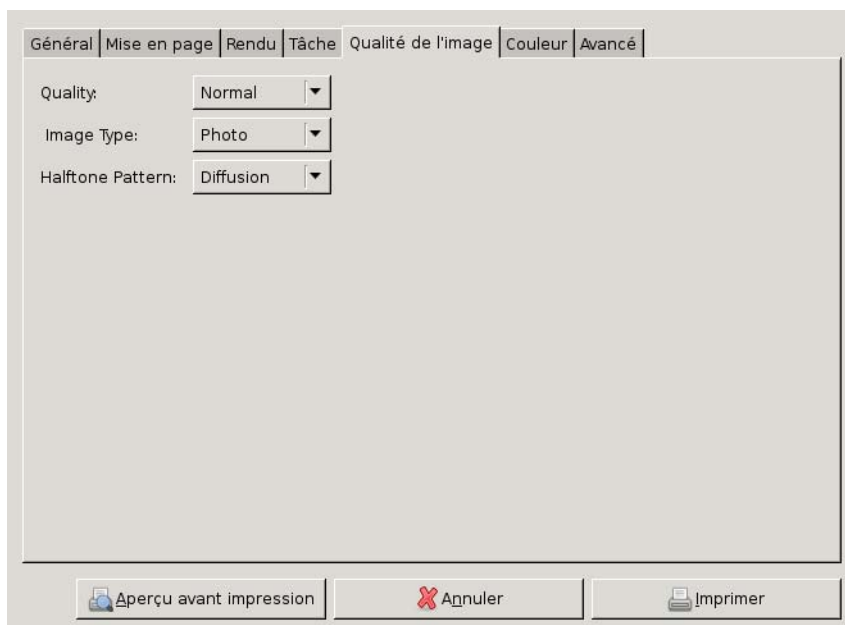 Général Mise en page Rendu Tâche Qualité de l'image Couleur Avancé
Quality: Normal
Image Type: Photo
Halftone Pattern: Diffusion
Aperçu avant impression Annuler Imprimer